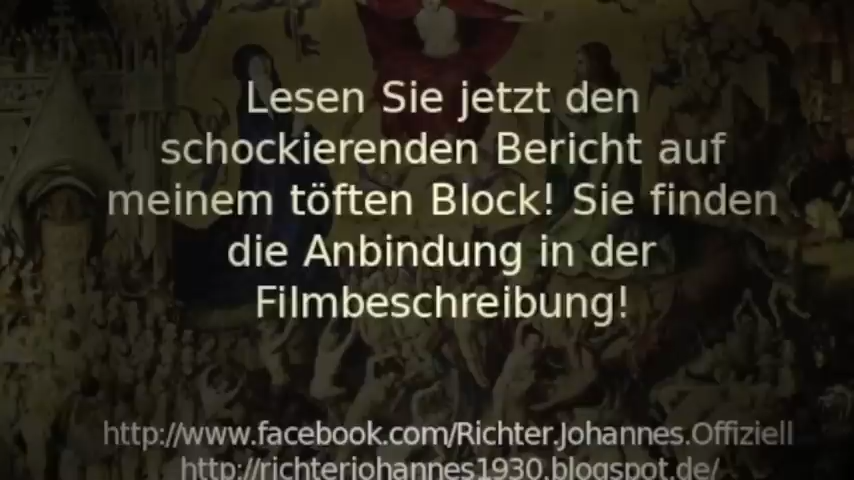 Lesen Sie jetzt den
schockierenden Bericht auf
meinem töften Block! Sie finden
die Anbindung in der
Filmbeschreibung!
http://www.facebook.com/Richter.Johannes.Offiziell
http://richterjohannes1930.blogspot.de/